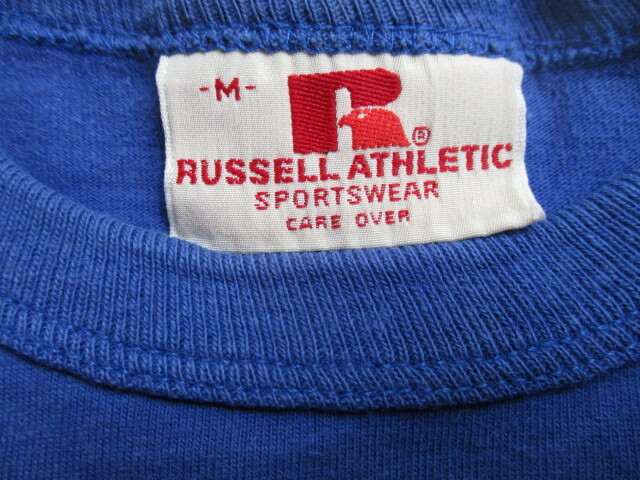 -M-
R®
RUSSELL ATHLETIC
SPORTSWEAR
CARE OVER